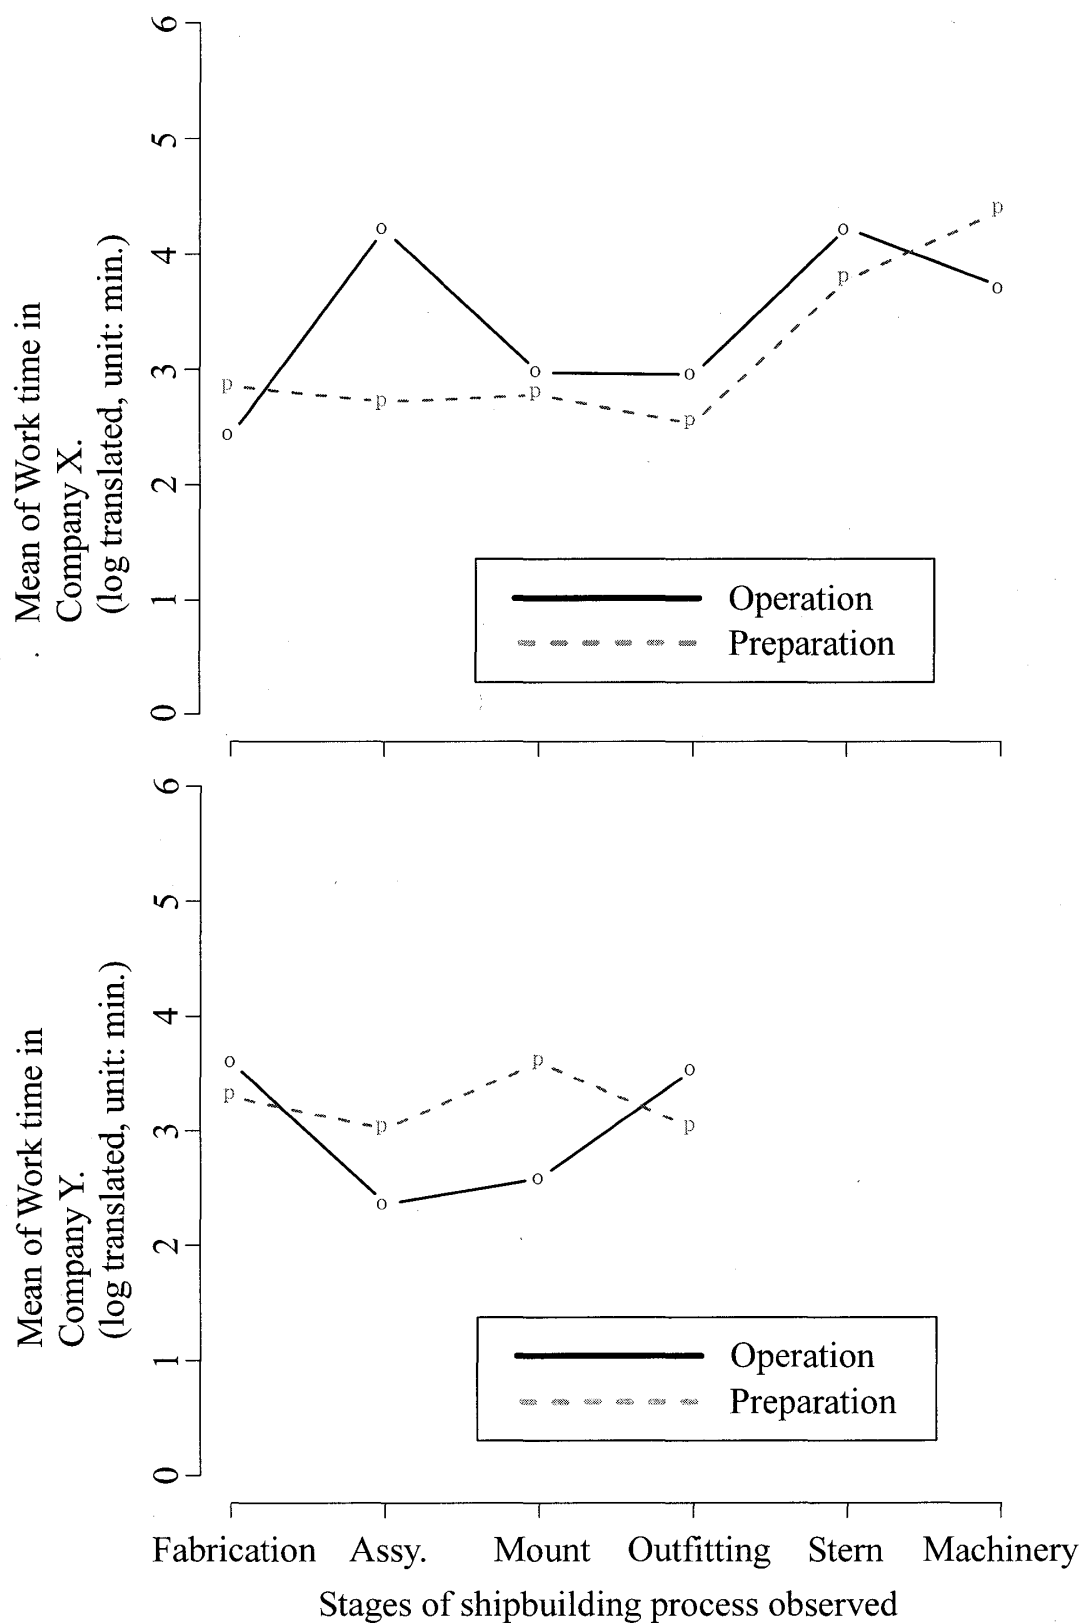 Mean of Work time in
Company X.
(log translated, unit: min.)
6
5
4
3
2
1
0
o
o
o
o
o
o
p
p
p
p
p
p
Operation
Preparation
Mean of Work time in
Company Y.
(log translated, unit: min.)
6
5
4
3
2
1
0
o
o
o
o
p
p
p
p
Operation
Preparation
Fabrication Assy. Mount Outfitting Stern Machinery
Stages of shipbuilding process observed